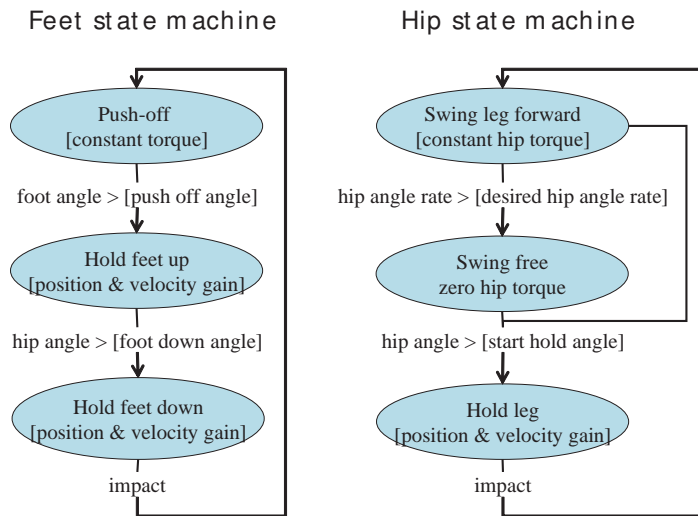 Feet state machine
Push-off
[constant torque]
foot angle > [push off angle]
Hold feet up
[position & velocity gain]
hip angle > [foot down angle]
Hold feet down
[position & velocity gain]
impact
Hip state machine
Swing leg forward
[constant hip torque]
hip angle rate > [desired hip angle rate]
Swing free
zero hip torque
hip angle > [start hold angle]
Hold leg
[position & velocity gain]
impact